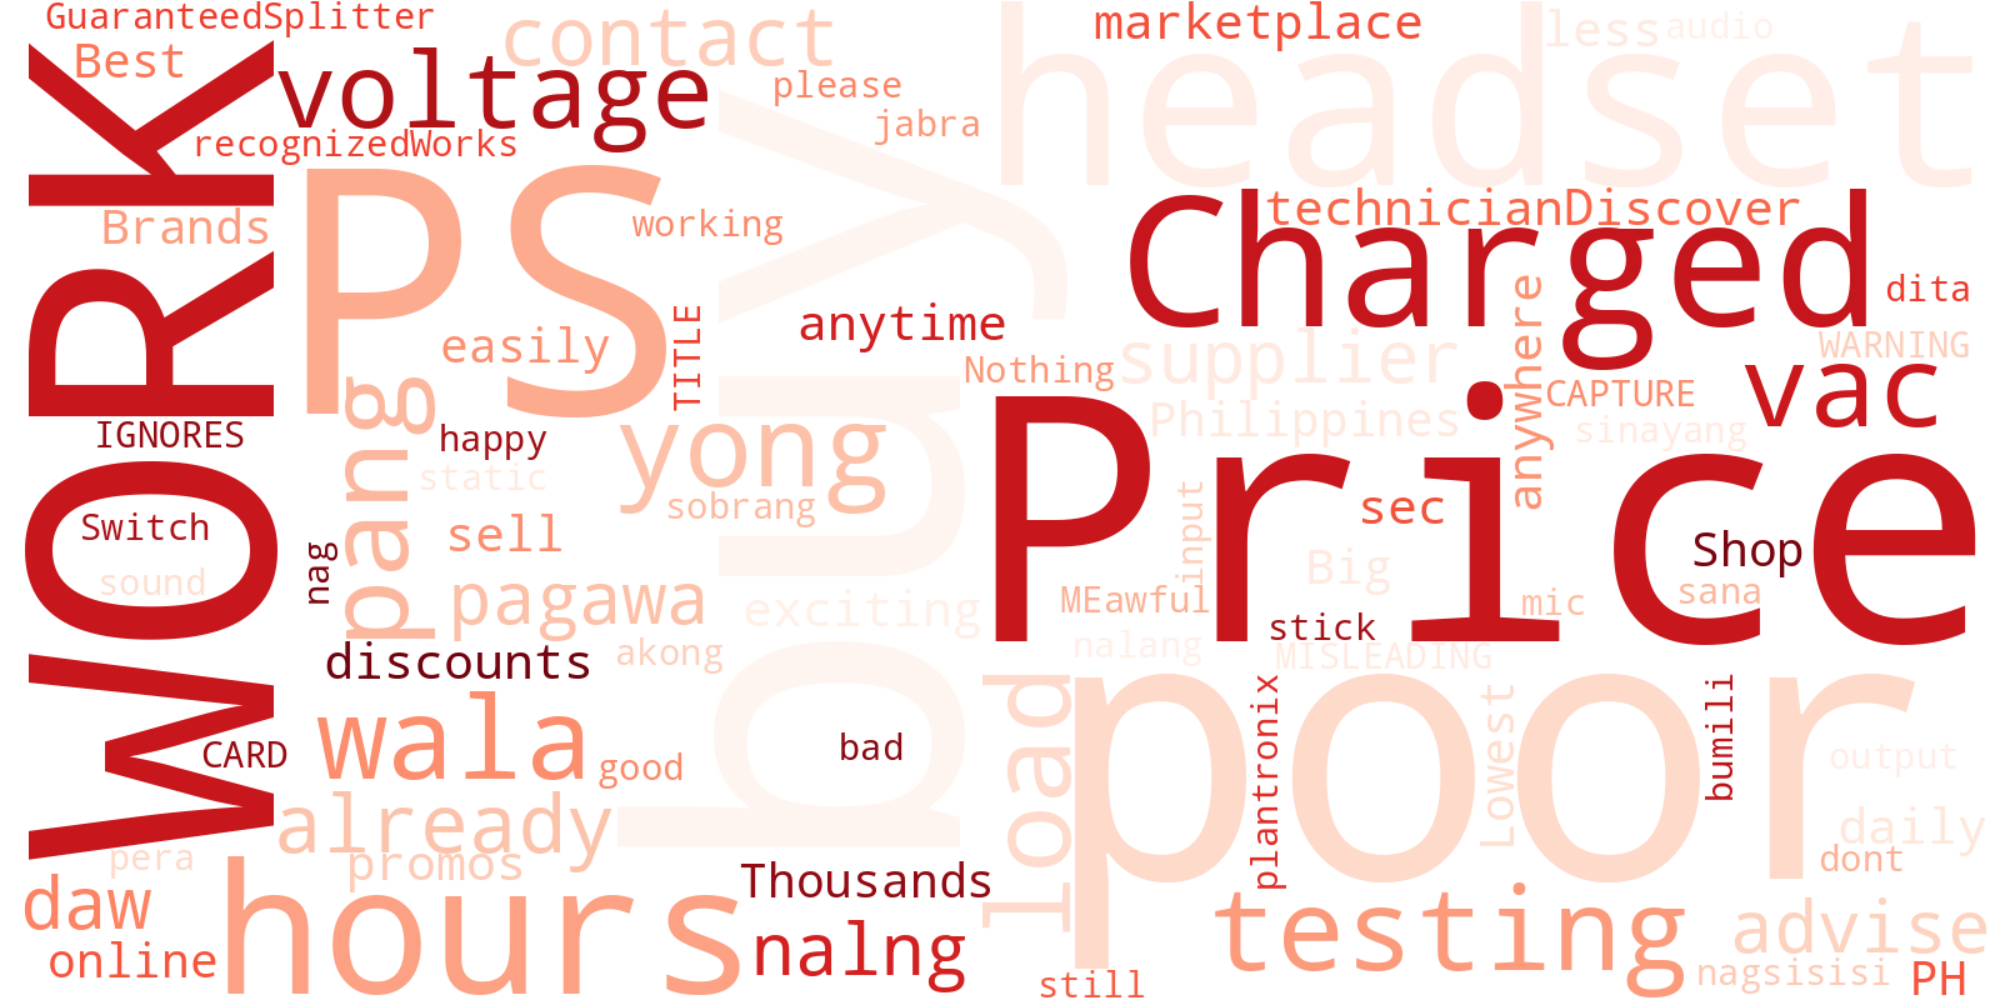 GuaranteedSplitter
Best
contact
marketplace
less
audio
headset
voltage
please
jabra
recognizedWorks
WORK
PS
buy
Charged
technicianDiscover
Brands
working
anytime
TITLE
easily
dita
anywhere
WARNING
supplier
Nothing
vac
CAPTURE
Philippines
sinayang
Price
pang
IGNORES
happy
yong
static
sobrang
sec
input
Switch
sell
Shop
nag
sound
Big
pagawa
exciting
MEawful
mic
sana
stick
nalang
MISLEADING
discounts
akong
poor
load
plantronix
Lowest
bumili
wala
CARD
good
bad
output
already
promos
pera
daily
dont
hours
Thousands
daw
online
nalng
testing
advise
still
nagsisisi
PH